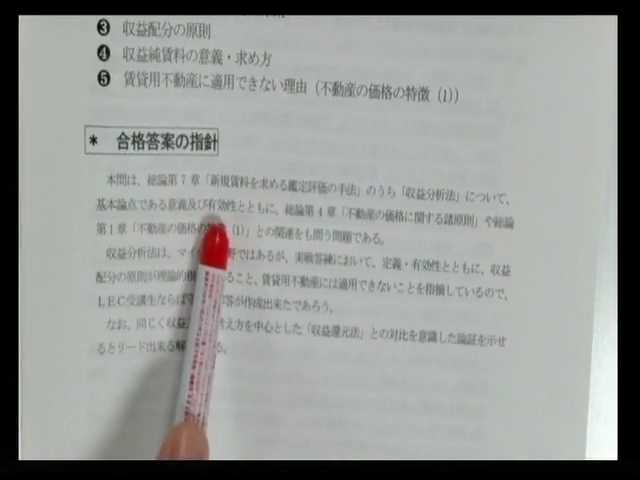 ❸ 収益配分の原則
❹ 収益純賃料の意義・求め方
❺ 賃貸用不動産に適用できない理由（不動産の価格の特徴（1））
＊ 合格答案の指針
本問は、総論第７章「新規賃料を求める鑑定評価の手法」のうち「収益分析法」について、
基本論点である意義及び有効性とともに、総論第４章「不動産の価格に関する諸原則」や総論
第１章「不動産の価格の特徴（1）」との関連をも問う問題である。
収益分析法は、マイ ではあるが、実戦答練において、定義・有効性とともに、収益
配分の原則が理論的根 ること、賃貸用不動産には適用できないことを指摘しているので、
ＬＥＣ受講生ならば 答が作成出来たであろう。
なお、同じく収益 考え方を中心とした「収益還元法」との対比を意識した論証を示せ
るとリード出来る解 る。